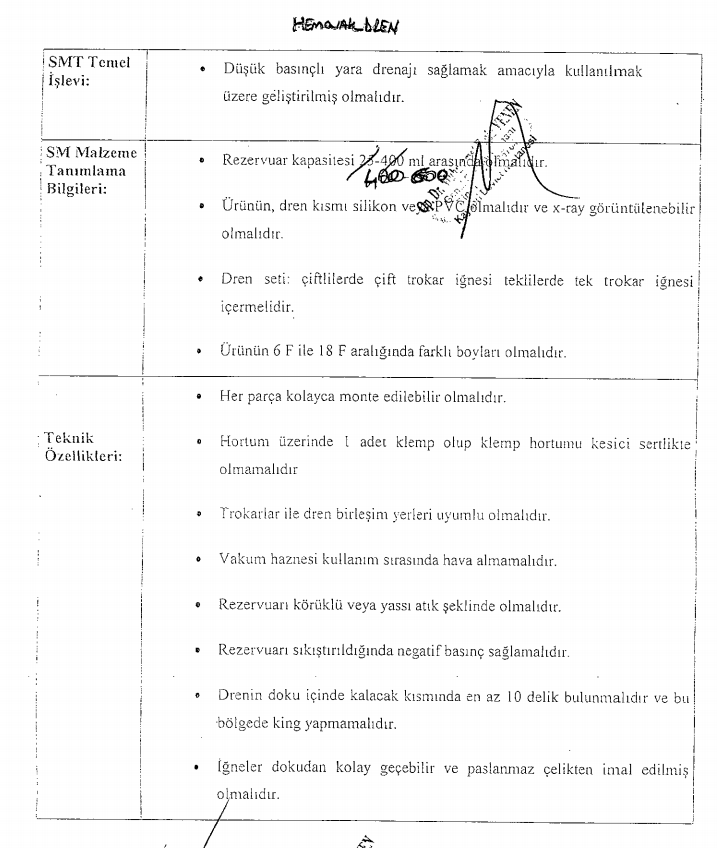 HEMOVAK DREN
SMT Temel
İşlevi:
• Düşük basınçlı yara drenajı sağlamak amacıyla kullanılmak
üzere geliştirilmiş olmalıdır.
SM Malzeme
Tanımlama
Bilgileri:
• Rezervuar kapasitesi 25-400 ml arasında olmalıdır.
400 600
• Ürünün, dren kısmı silikon ve PVC olmalıdır ve x-ray görüntülenebilir
olmalıdır.
• Dren seti: çiftlilerde çift trokar iğnesi teklilerde tek trokar iğnesi
içermelidir.
• Ürünün 6 F ile 18 F aralığında farklı boyları olmalıdır.
Teknik
Özellikleri:
• Her parça kolayca monte edilebilir olmalıdır.
• Hortum üzerinde 1 adet klemp olup klemp hortumu kesici sertlikte
olmamalıdır
• Trokarlar ile dren birleşim yerleri uyumlu olmalıdır.
• Vakum haznesi kullanım sırasında hava almamalıdır.
• Rezervuarı körüklü veya yassı atık şeklinde olmalıdır.
• Rezervuarı sıkıştırıldığında negatif basınç sağlamalıdır.
• Drenin doku içinde kalacak kısmında en az 10 delik bulunmalıdır ve bu
bölgede king yapmamalıdır.
• İğneler dokudan kolay geçebilir ve paslanmaz çelikten imal edilmiş
olmalıdır.